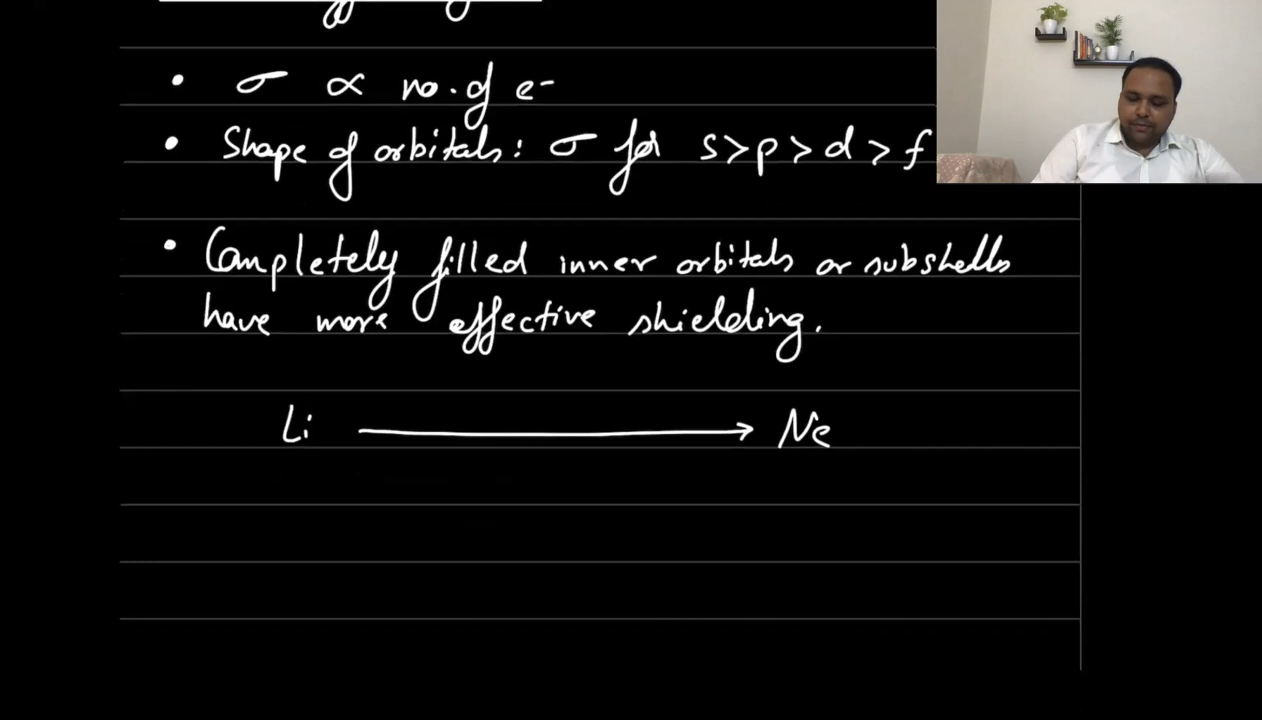 • σ ∝ no. of e-
• Shape of orbitals: σ for s>p>d>f
• Completely filled inner orbitals or subshells
have more effective shielding.
Li ⟶ Ne